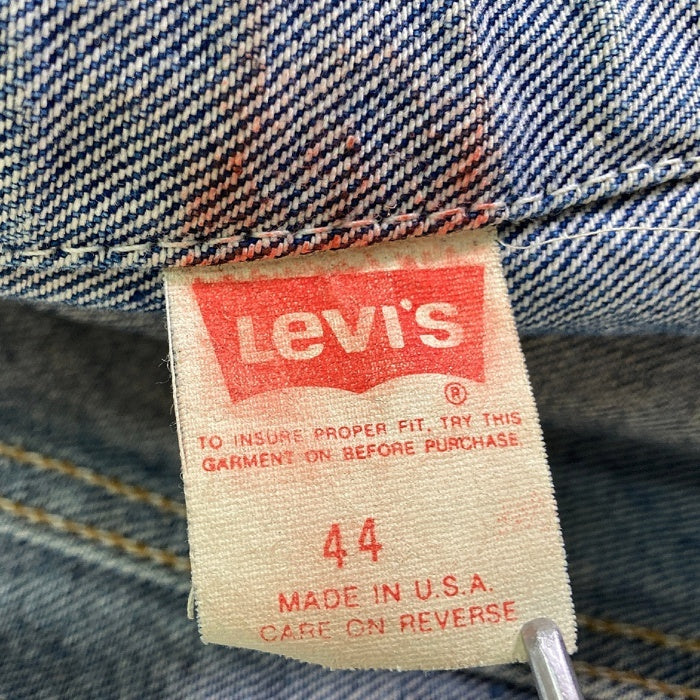 LEVI'S
®
TO INSURE PROPER FIT, TRY THIS
GARMENT ON BEFORE PURCHASE.
44
MADE IN U.S.A.
CARE ON REVERSE